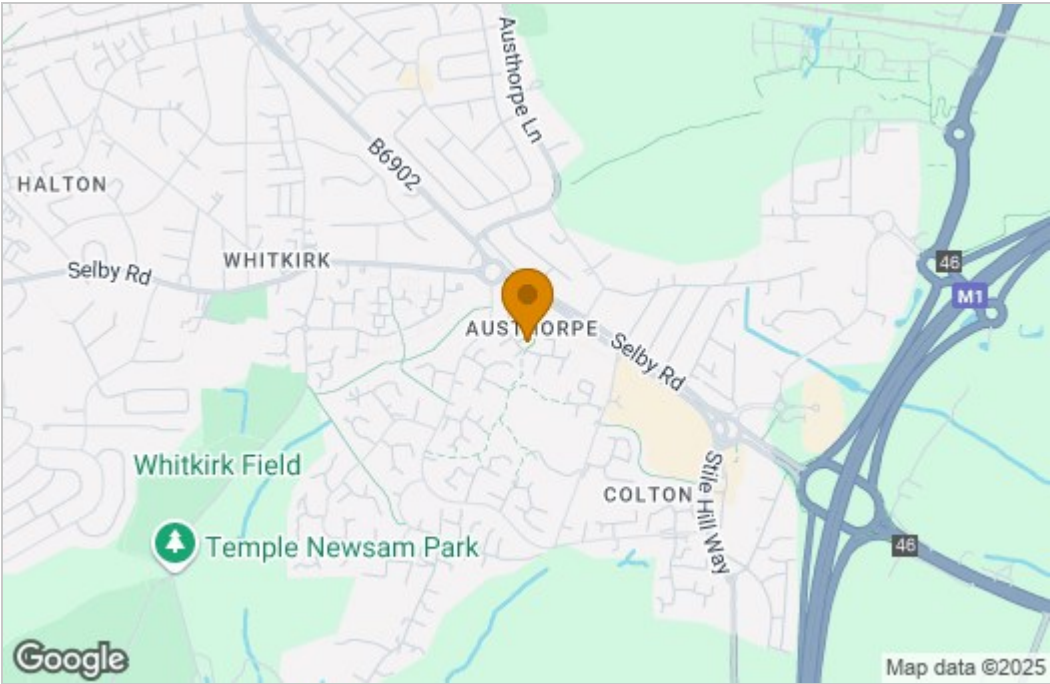 Austhorpe Ln
B6902
HALTON
WHITKIRK
Selby Rd
46
M1
AUSTHORPE
Selby Rd
Whitkirk Field
COLTON
Stile Hill Way
Temple Newsam Park
46
Google
Map data ©2025